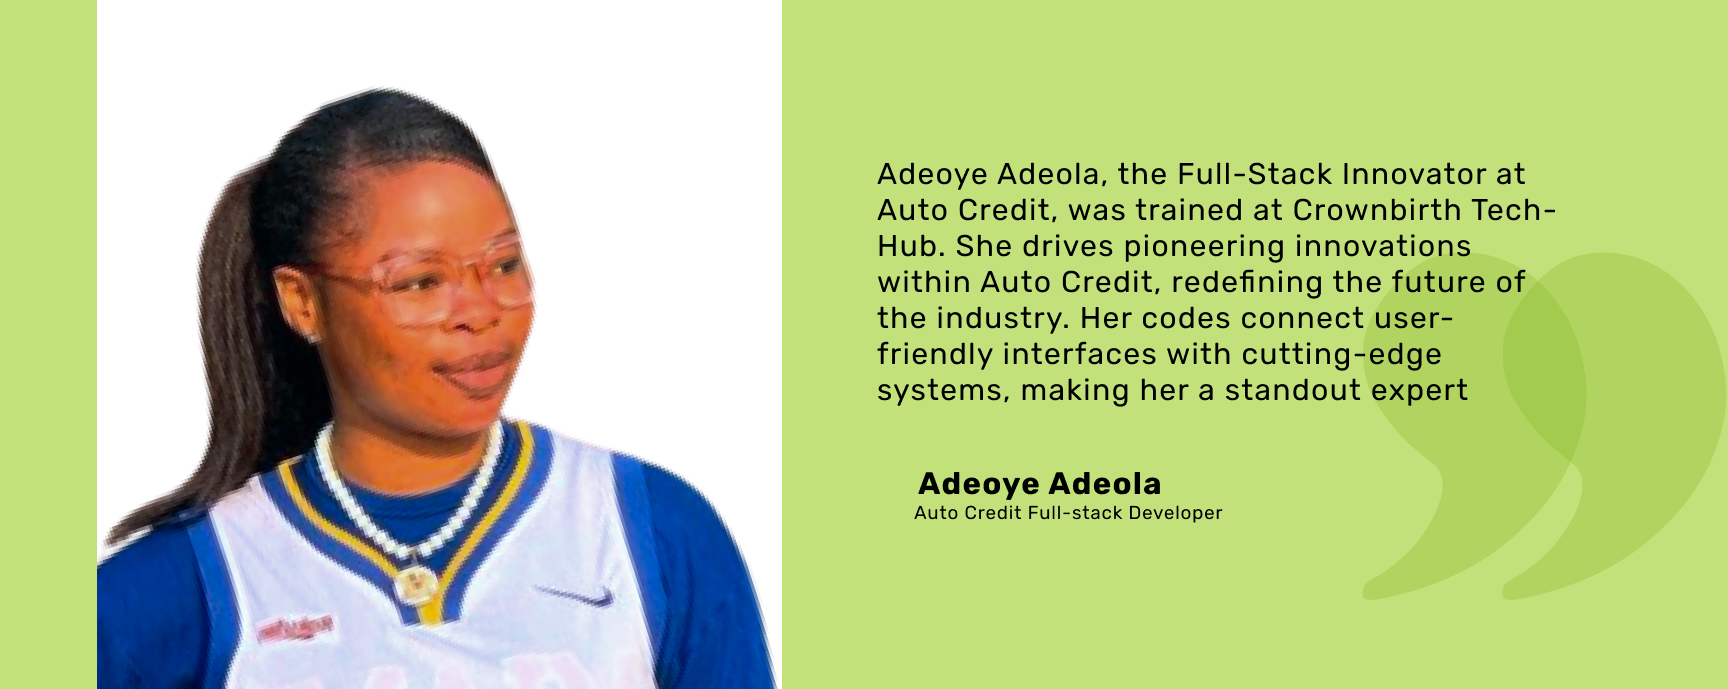 Adeoye Adeola, the Full-Stack Innovator at
Auto Credit, was trained at Crownbirth Tech-
Hub. She drives pioneering innovations
within Auto Credit, redefining the future of
the industry. Her codes connect user-
friendly interfaces with cutting-edge
systems, making her a standout expert
Adeoye Adeola
Auto Credit Full-stack Developer